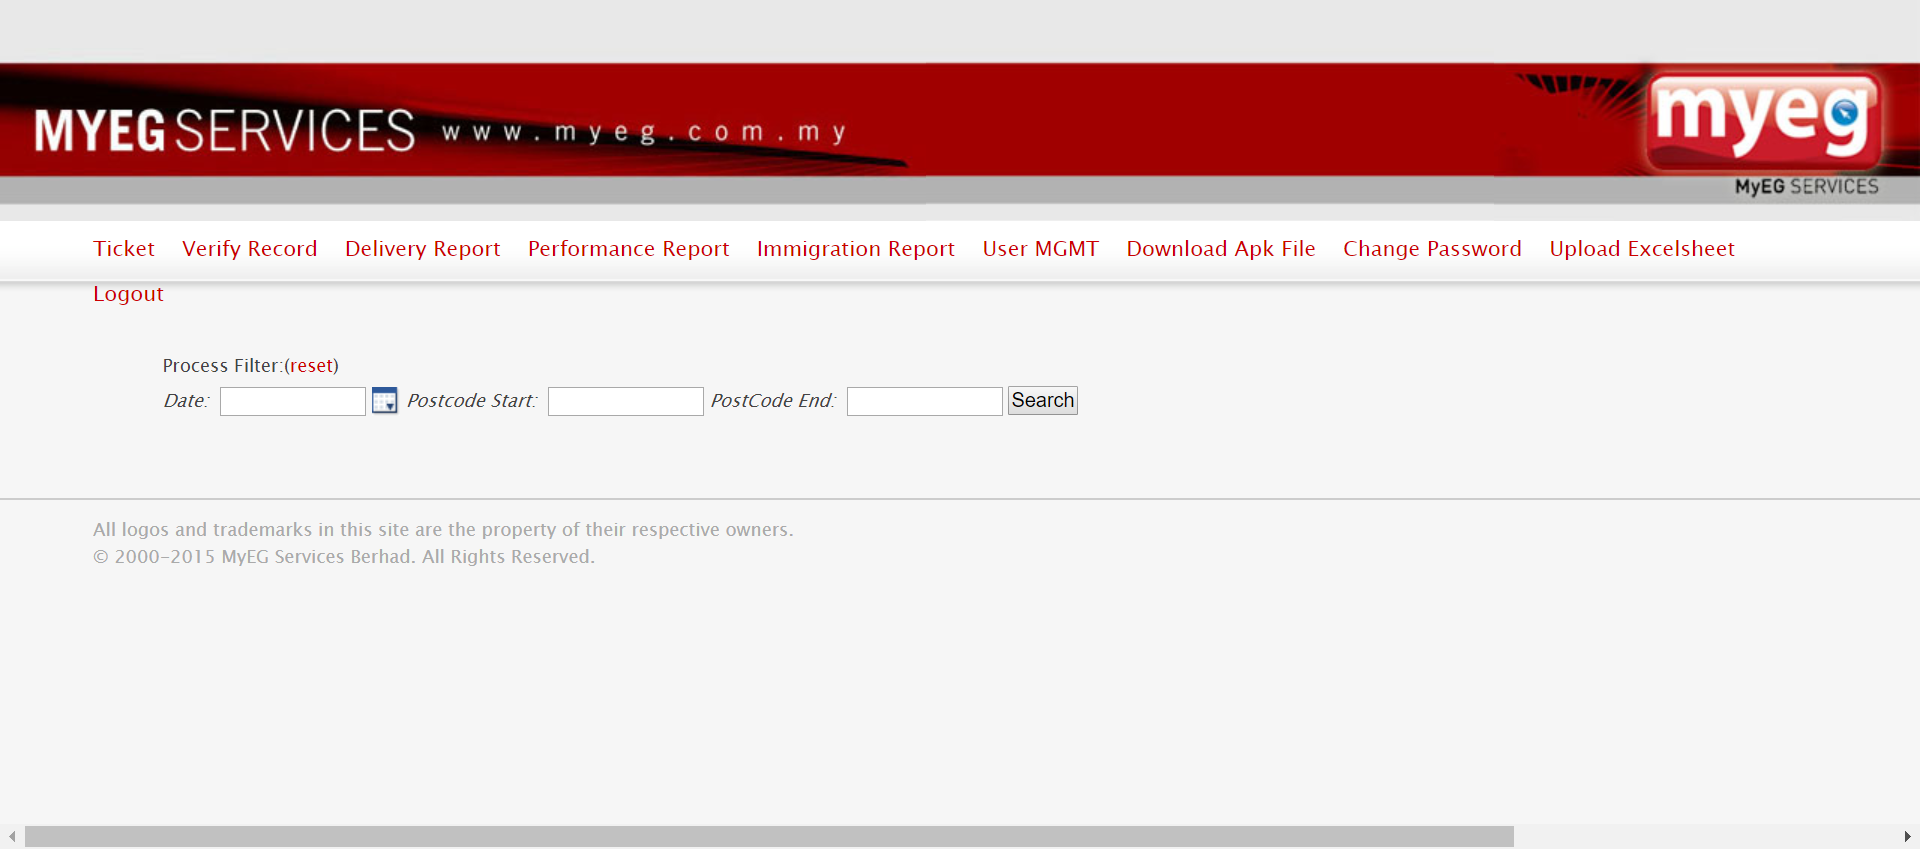 MYEG SERVICES www.myeg.com.my
myeg
MyEG SERVICES
Ticket Verify Record Delivery Report Performance Report Immigration Report User MGMT Download Apk File Change Password Upload Excelsheet
Logout
Process Filter:(reset)
Date: Postcode Start: PostCode End: Search
All logos and trademarks in this site are the property of their respective owners.
© 2000-2015 MyEG Services Berhad. All Rights Reserved.